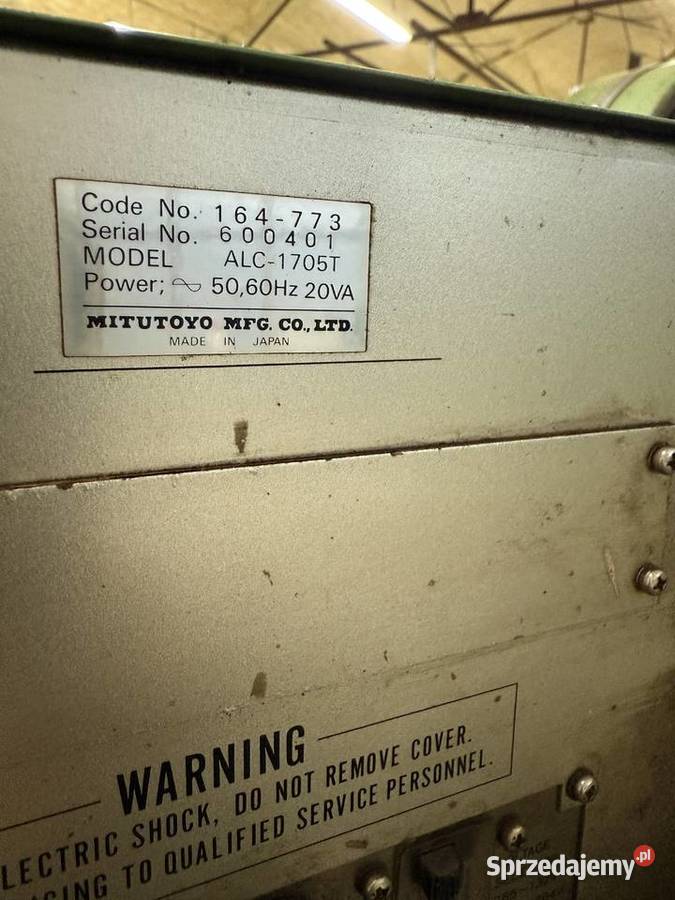 Code No. 164-773
Serial No. 600401
MODEL ALC-1705T
Power; ∿ 50,60Hz 20VA
MITUTOYO MFG. CO., LTD.
MADE IN JAPAN
WARNING
LECTRIC SHOCK, DO NOT REMOVE COVER.
TO QUALIFIED SERVICE PERSONNEL.
Sprzedajemy.pl